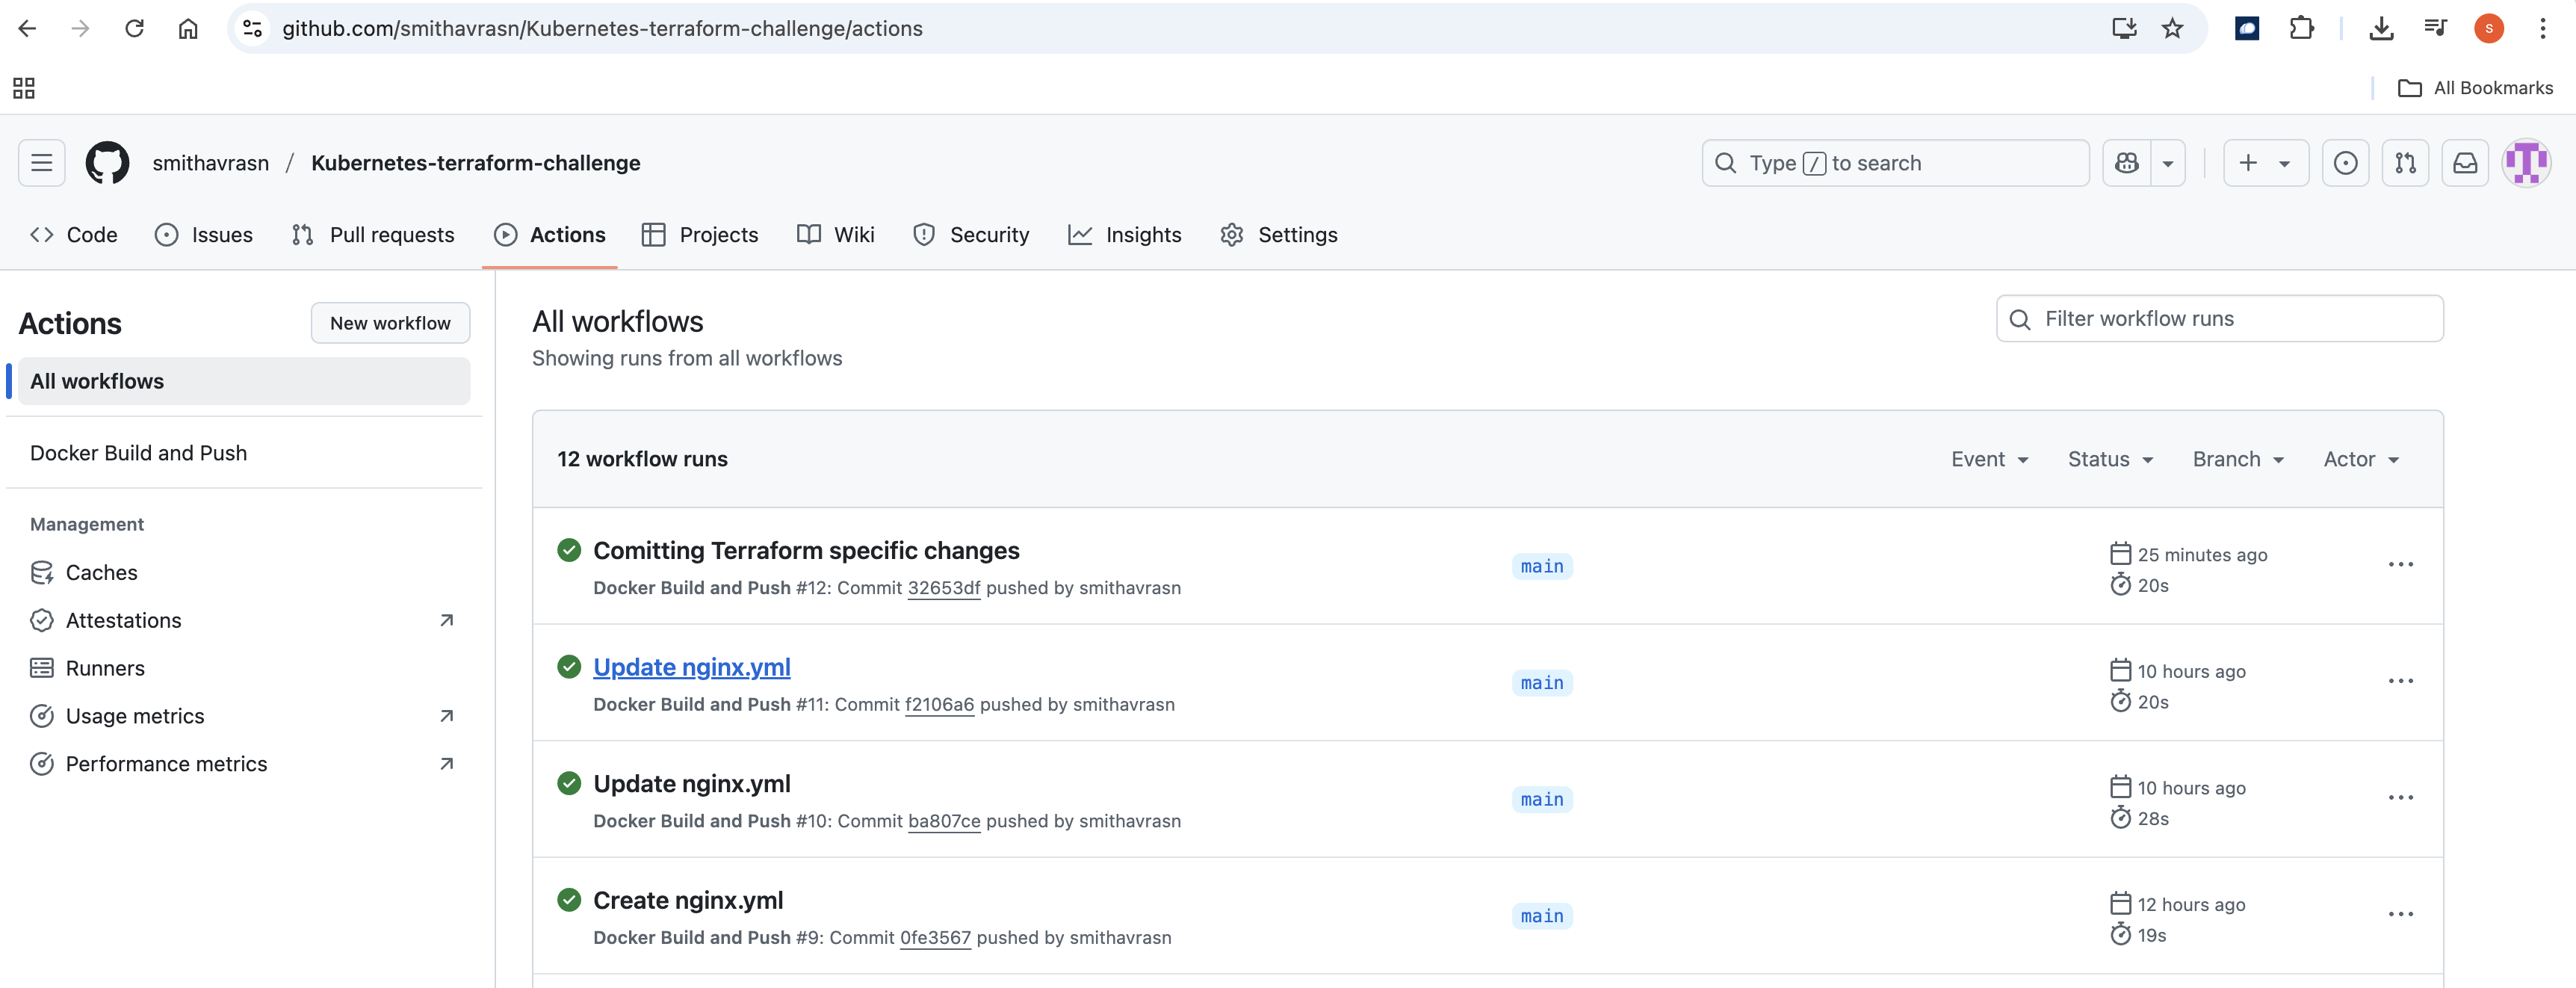 github.com/smithavrasn/Kubernetes-terraform-challenge/actions
S
All Bookmarks
smithavrasn / Kubernetes-terraform-challenge
Type / to search
Code
Issues
Pull requests
Actions
Projects
Wiki
Security
Insights
Settings
Actions
New workflow
All workflows
Docker Build and Push
Management
Caches
Attestations
Runners
Usage metrics
Performance metrics
All workflows
Showing runs from all workflows
Filter workflow runs
12 workflow runs
Event
Status
Branch
Actor
Comitting Terraform specific changes
Docker Build and Push #12: Commit 32653df pushed by smithavrasn
main
25 minutes ago
20s
Update nginx.yml
Docker Build and Push #11: Commit f2106a6 pushed by smithavrasn
main
10 hours ago
20s
Update nginx.yml
Docker Build and Push #10: Commit ba807ce pushed by smithavrasn
main
10 hours ago
28s
Create nginx.yml
Docker Build and Push #9: Commit 0fe3567 pushed by smithavrasn
main
12 hours ago
19s